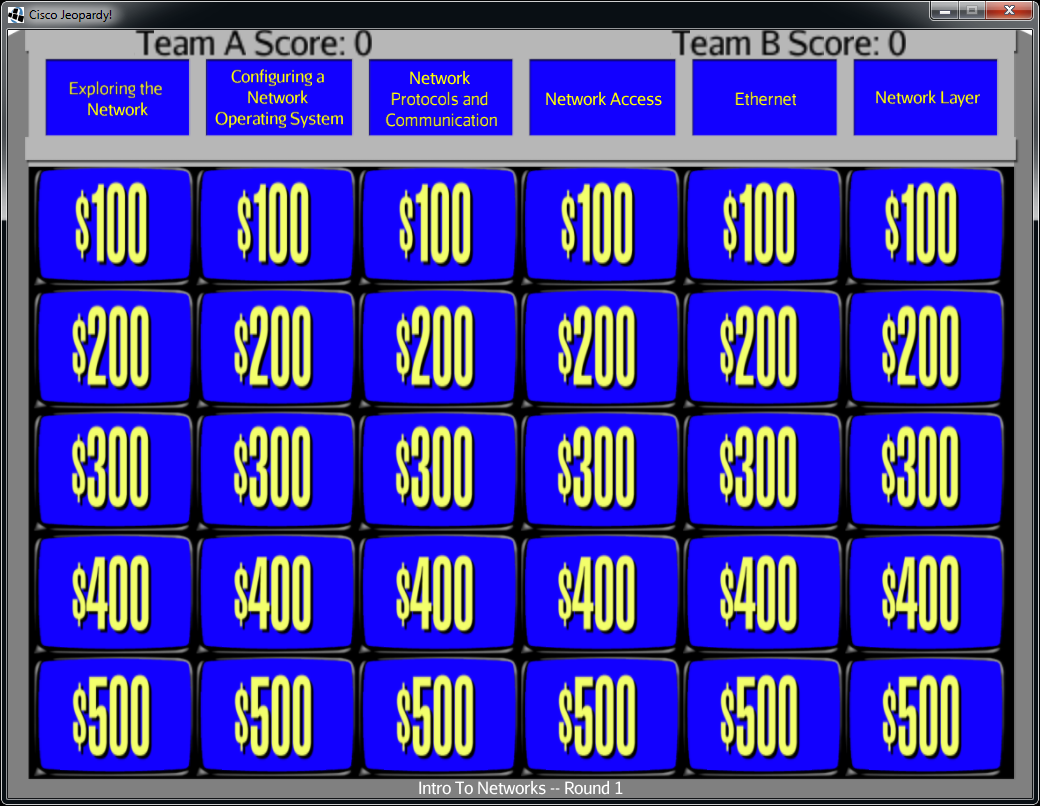 Cisco Jeopardy!
Team A Score: 0 Team B Score: 0
Exploring the
Network
Configuring a
Network
Operating System
Network
Protocols and
Communication
Network Access
Ethernet
Network Layer
$100 $100 $100 $100 $100 $100
$200 $200 $200 $200 $200 $200
$300 $300 $300 $300 $300 $300
$400 $400 $400 $400 $400 $400
$500 $500 $500 $500 $500 $500
Intro To Networks -- Round 1